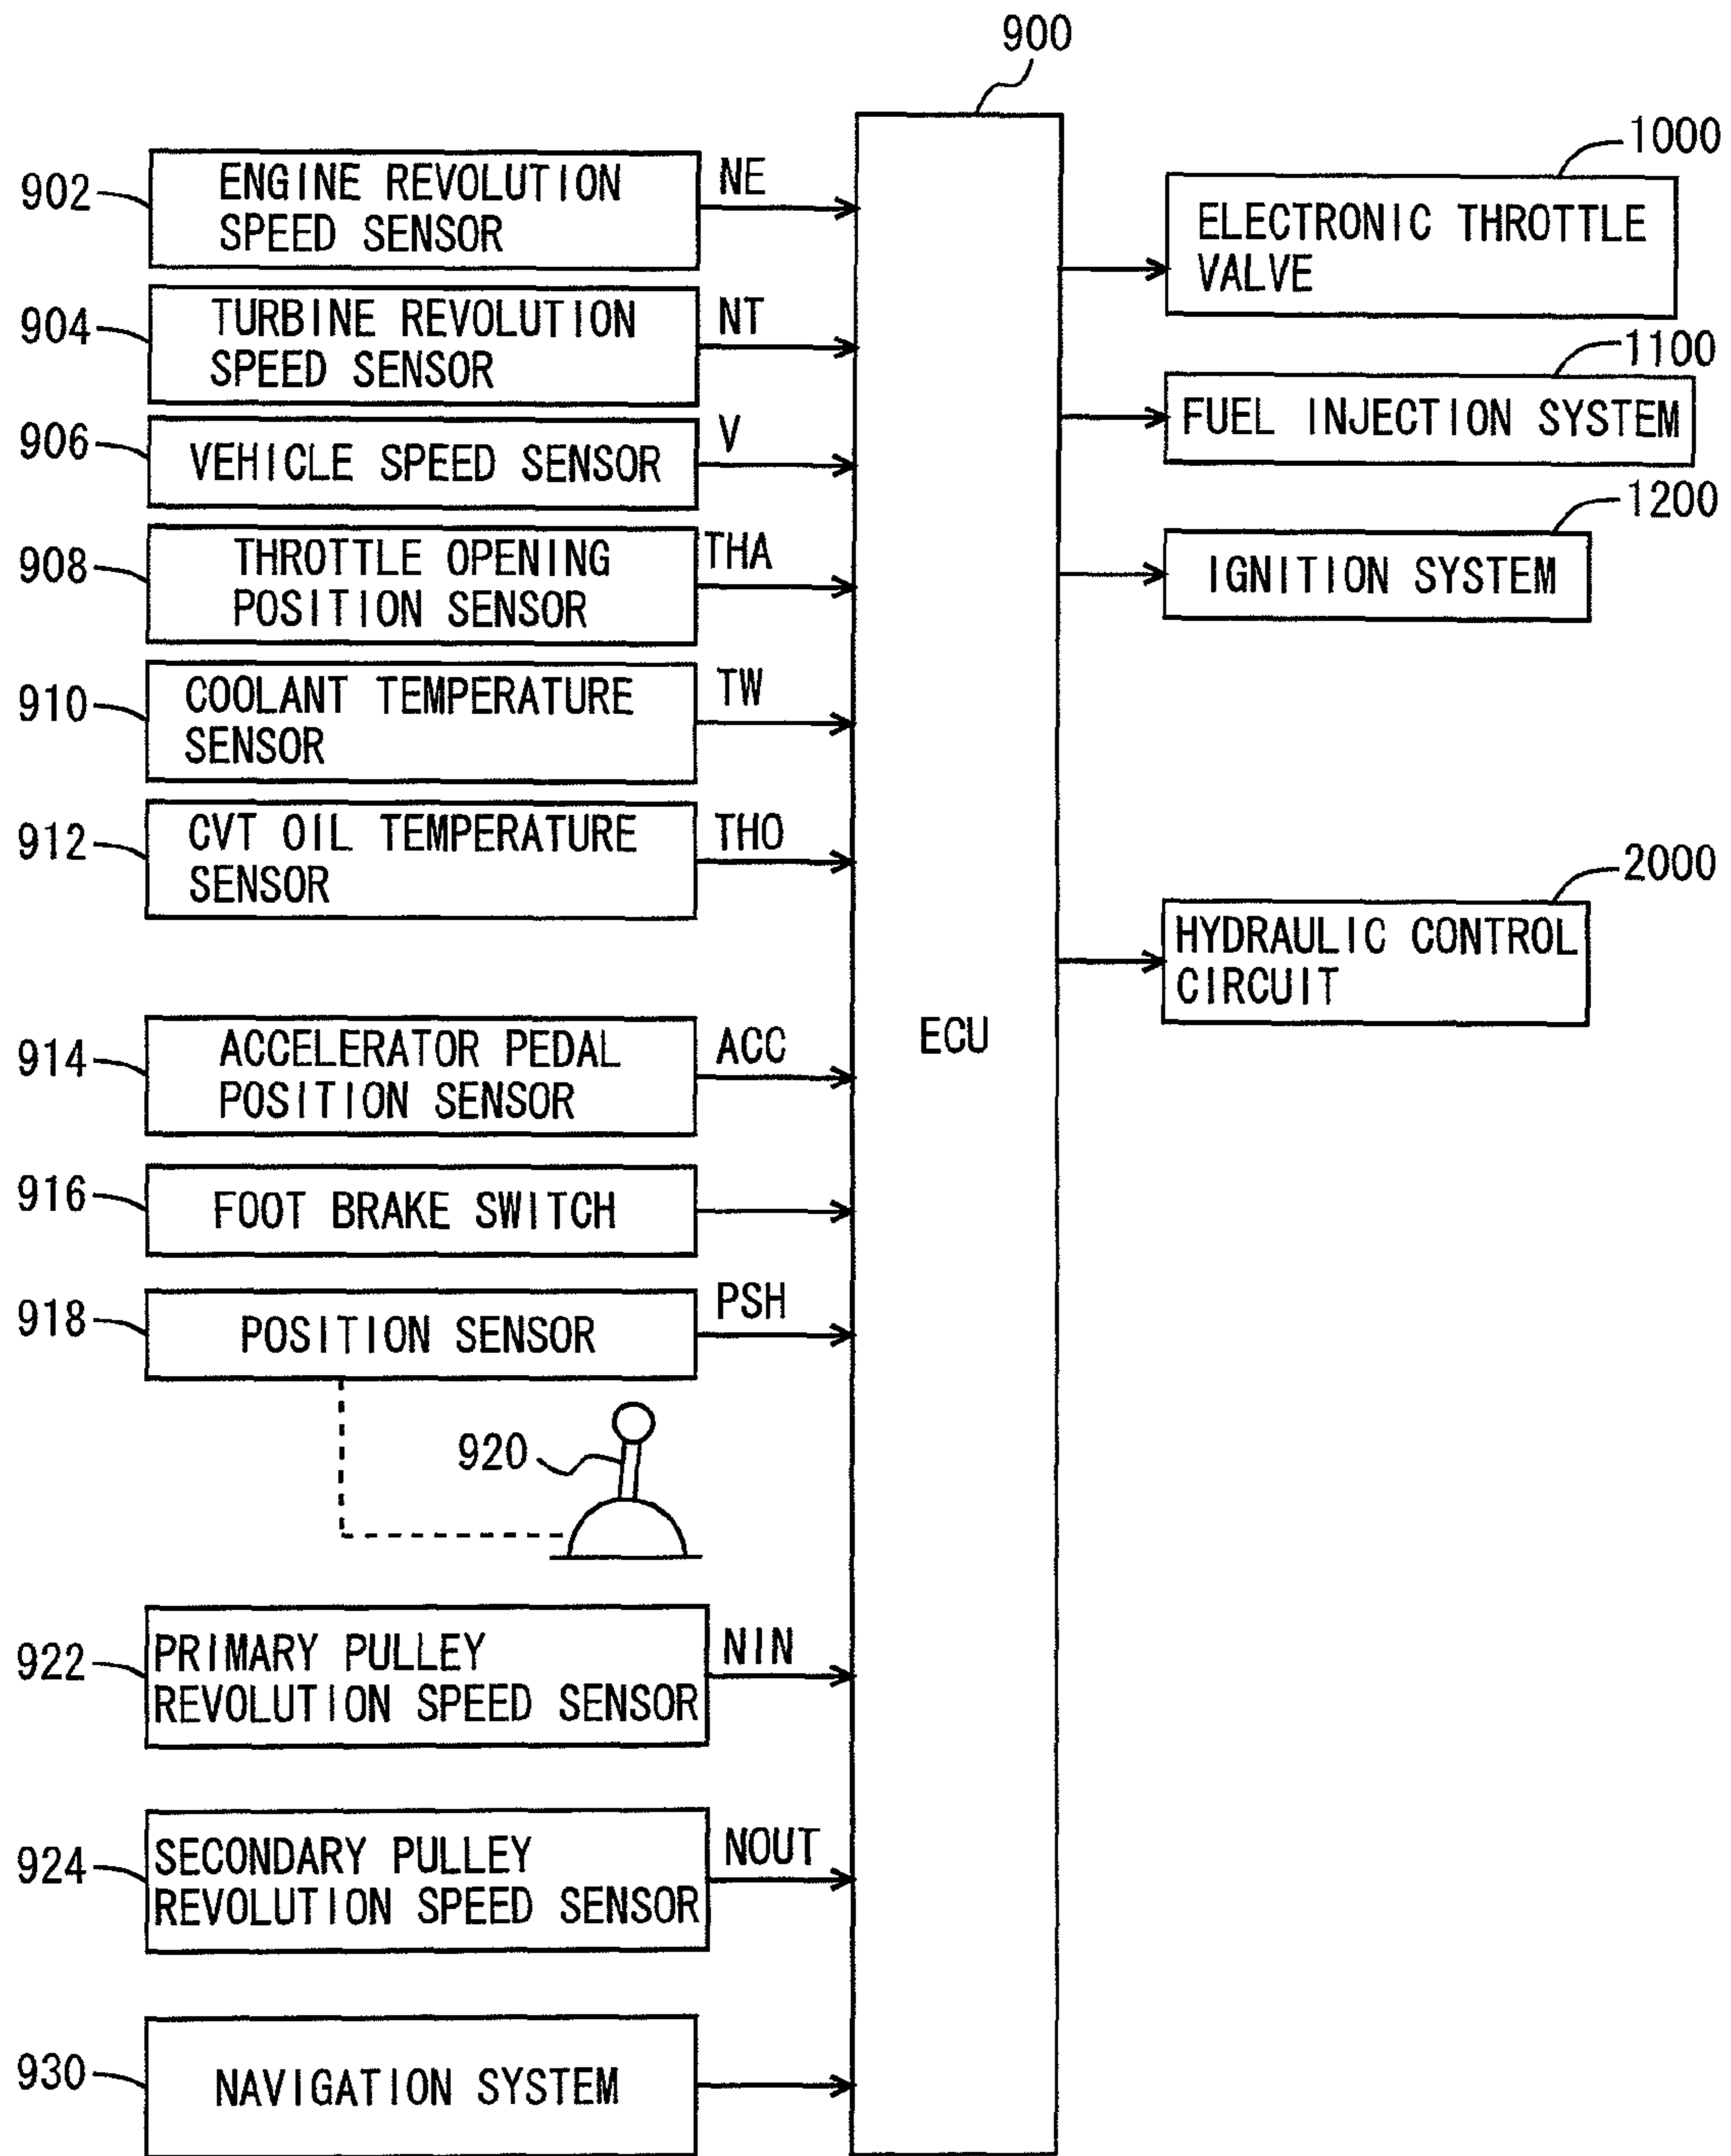 900
902
ENGINE REVOLUTION
SPEED SENSOR
NE
904
TURBINE REVOLUTION
SPEED SENSOR
NT
906
VEHICLE SPEED SENSOR
V
908
THROTTLE OPENING
POSITION SENSOR
THA
910
COOLANT TEMPERATURE
SENSOR
TW
912
CVT OIL TEMPERATURE
SENSOR
THO
914
ACCELERATOR PEDAL
POSITION SENSOR
ACC
916
FOOT BRAKE SWITCH
918
POSITION SENSOR
PSH
920
922
PRIMARY PULLEY
REVOLUTION SPEED SENSOR
NIN
924
SECONDARY PULLEY
REVOLUTION SPEED SENSOR
NOUT
930
NAVIGATION SYSTEM
ECU
1000
ELECTRONIC THROTTLE
VALVE
1100
FUEL INJECTION SYSTEM
1200
IGNITION SYSTEM
2000
HYDRAULIC CONTROL
CIRCUIT